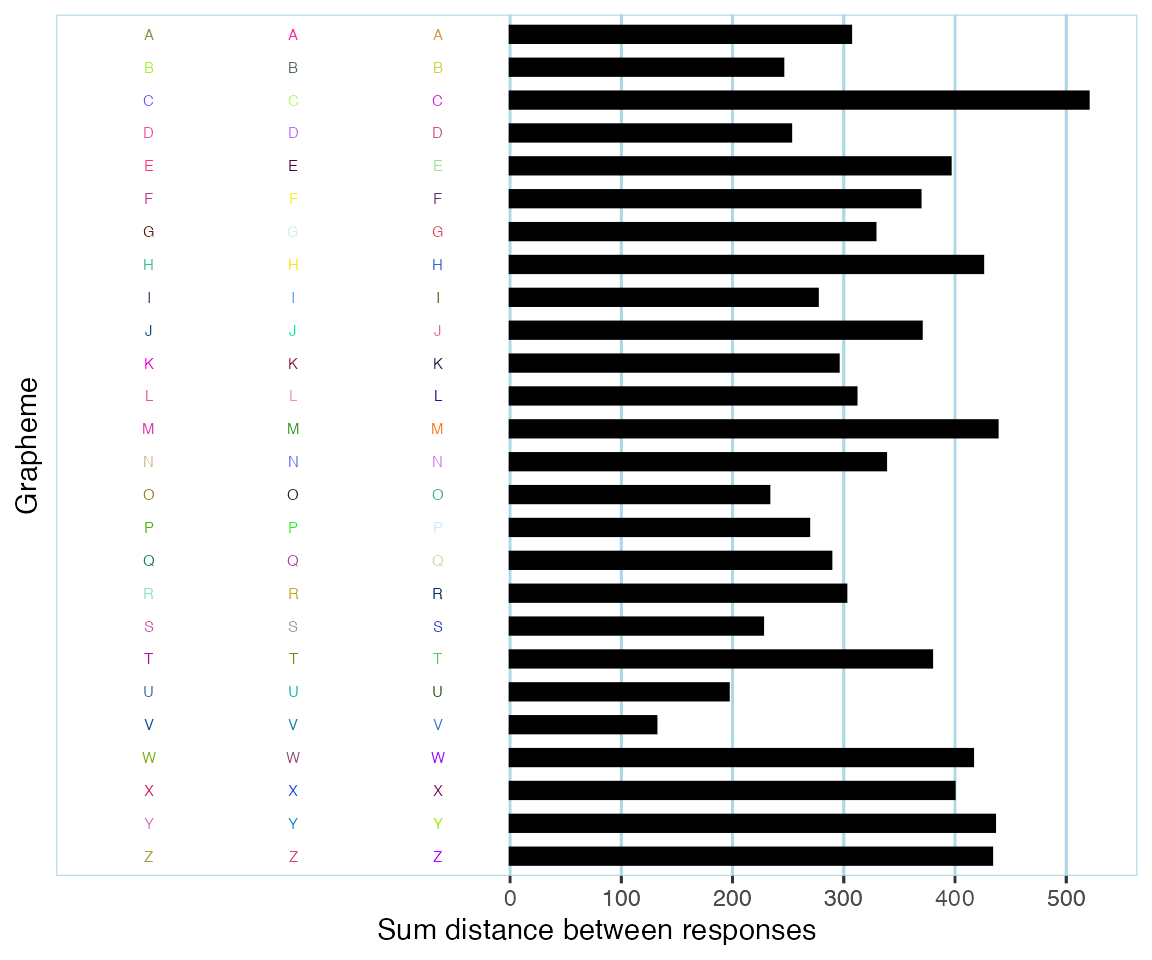 A A A
B B B
C C C
D D D
E E E
F F F
G G G
H H H
I I I
J J J
K K K
L L L
M M M
N N N
O O O
P P P
Q Q Q
R R R
S S S
T T T
U U U
V V V
W W W
X X X
Y Y Y
Z Z Z
Grapheme
0 100 200 300 400 500
Sum distance between responses